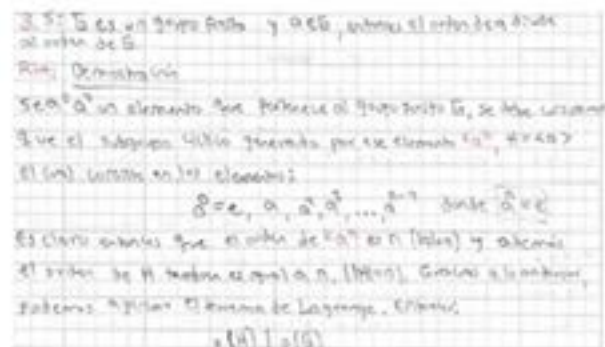 3. Si G es un grupo finito y a∈G, entonces el orden de a divide
al orden de G.
Demostración
Sea "a" un elemento que pertenece al grupo finito G, se debe
que el subgrupo cíclico generado por ese elemento "a", H=<a>
el cual consiste en los elementos:
a⁰=e, a, a², a³, ..., aⁿ⁻¹ donde aⁿ=e
Es claro entonces que el orden de "a" es n y además
el orden de H también es igual a n. Gracias a lo anterior,
podemos aplicar el teorema de Lagrange. Entonces
o(H) | o(G)